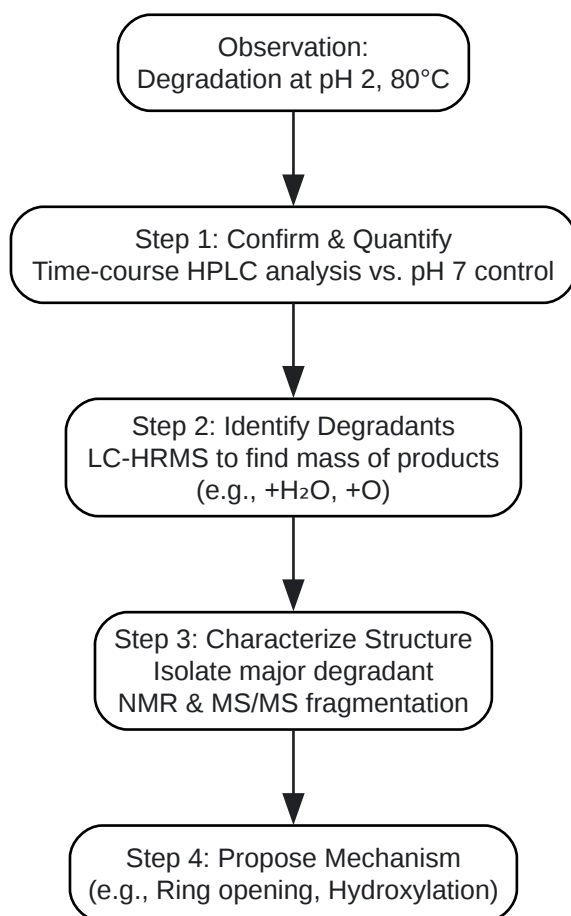 Observation:
Degradation at pH 2, 80°C
Step 1: Confirm & Quantify
Time-course HPLC analysis vs. pH 7 control
Step 2: Identify Degradants
LC-HRMS to find mass of products
(e.g., +H₂O, +O)
Step 3: Characterize Structure
Isolate major degradant
NMR & MS/MS fragmentation
Step 4: Propose Mechanism
(e.g., Ring opening, Hydroxylation)